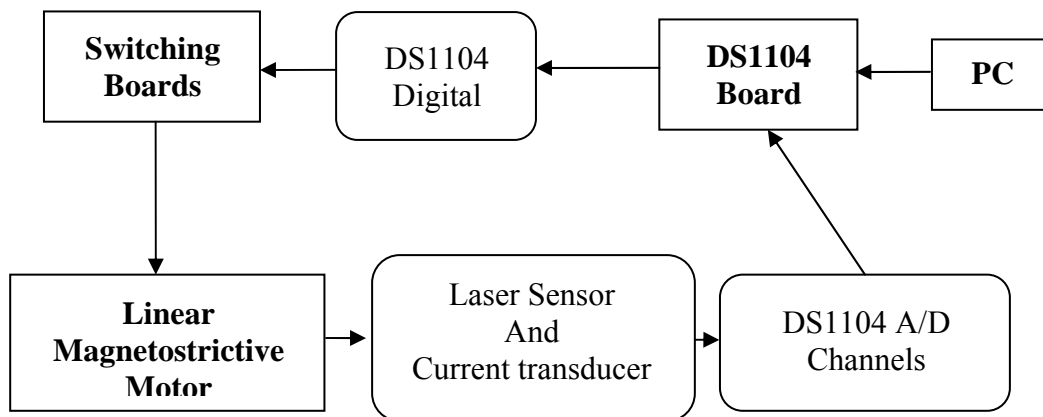 Switching
Boards
DS1104
Digital
DS1104
Board
PC
Linear
Magnetostrictive
Motor
Laser Sensor
And
Current transducer
DS1104 A/D
Channels